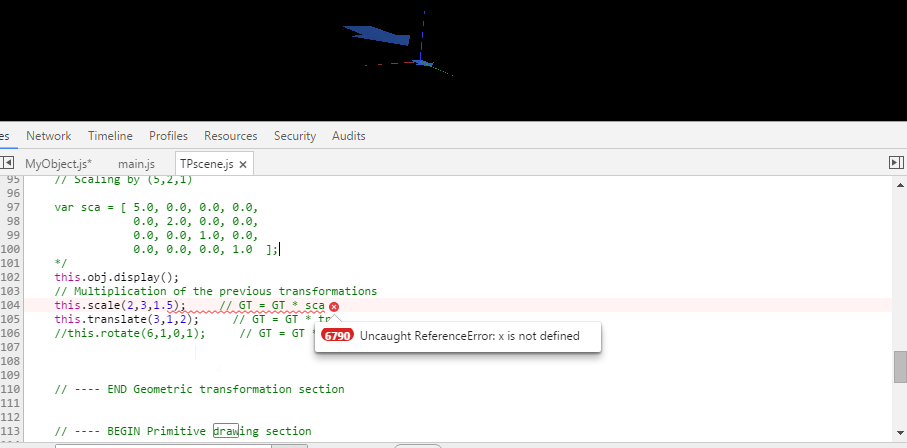 es Network Timeline Profiles Resources Security Audits
MyObject.js* main.js TPscene.js ×
95 // Scaling by (5,2,1)
96
97 var sca = [ 5.0, 0.0, 0.0, 0.0,
98 0.0, 2.0, 0.0, 0.0,
99 0.0, 0.0, 1.0, 0.0,
100 0.0, 0.0, 0.0, 1.0 ];
101 */
102 this.obj.display();
103 // Multiplication of the previous transformations
104 this.scale(2,3,1.5); // GT = GT * sca
105 this.translate(3,1,2); // GT = GT * tr
106 //this.rotate(6,1,0,1); // GT = GT *
6790 Uncaught ReferenceError: x is not defined
107
108
109
110 // ---- END Geometric transformation section
111
112
113 // ---- BEGIN Primitive drawing section